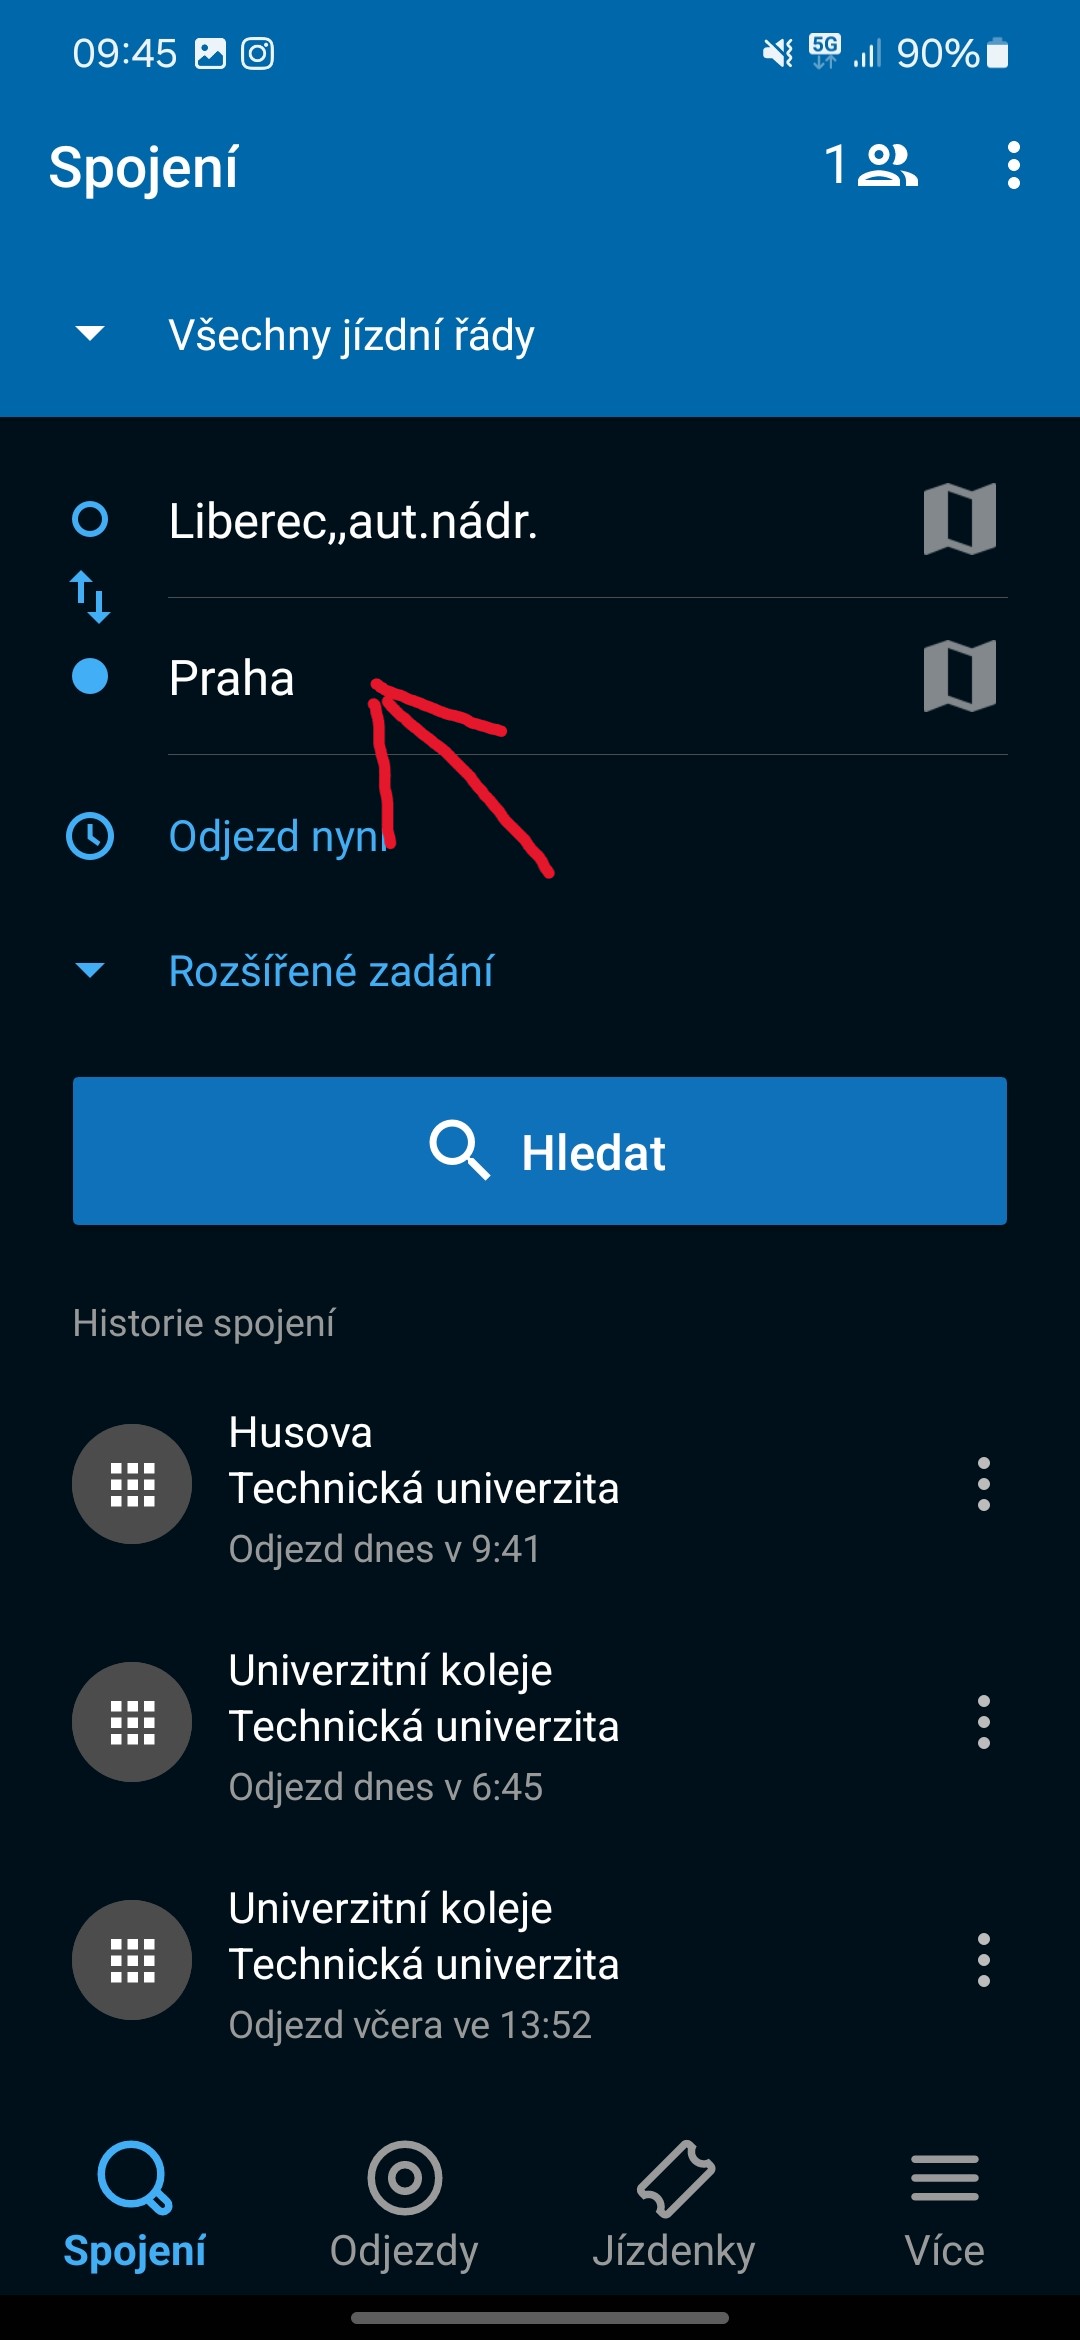 09:45 5G 90%
Spojení 1
Všechny jízdní řády
Liberec,,aut.nádr.
Praha
Odjezd nyní
Rozšířené zadání
Hledat
Historie spojení
Husova
Technická univerzita
Odjezd dnes v 9:41
Univerzitní koleje
Technická univerzita
Odjezd dnes v 6:45
Univerzitní koleje
Technická univerzita
Odjezd včera ve 13:52
Spojení Odjezdy Jízdenky Více